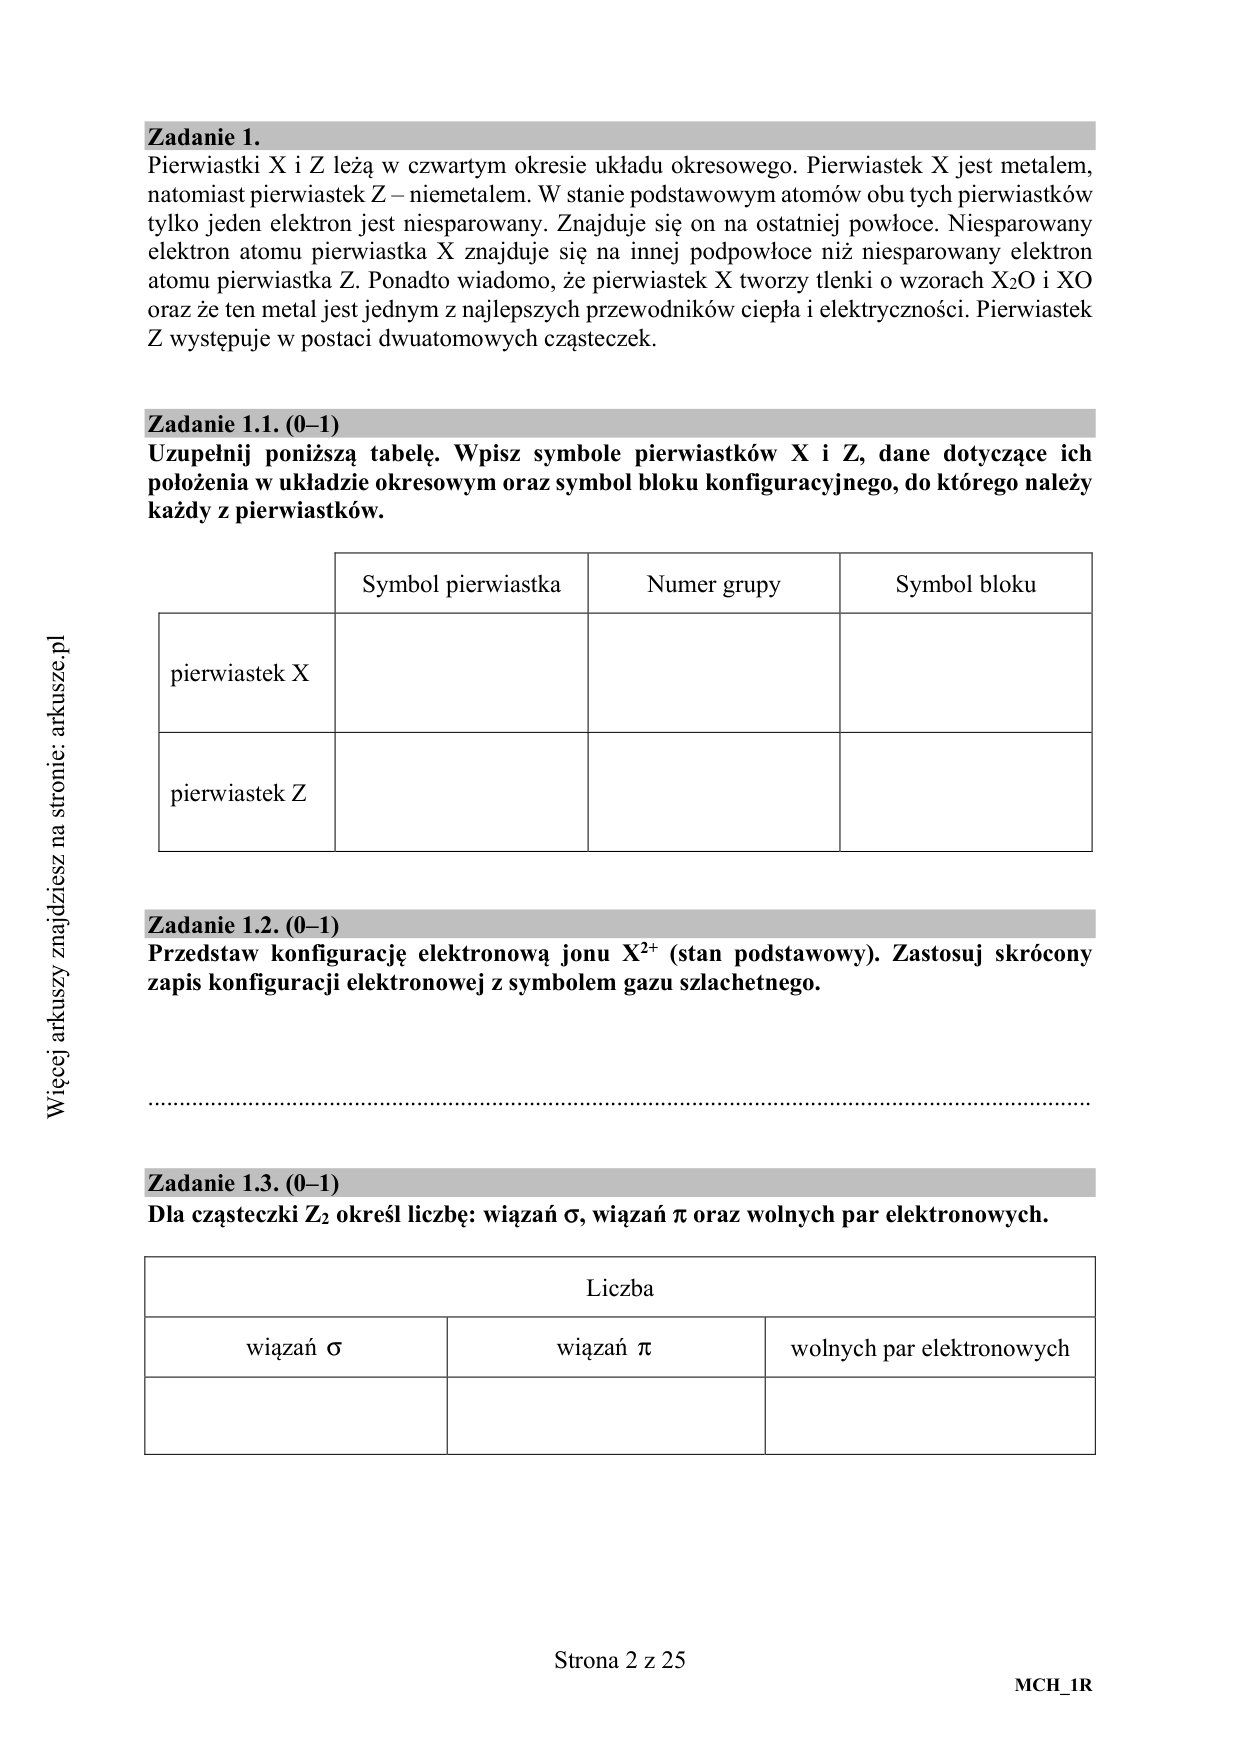 Zadanie 1.
Pierwiastki X i Z leżą w czwartym okresie układu okresowego. Pierwiastek X jest metalem,
natomiast pierwiastek Z – niemetalem. W stanie podstawowym atomów obu tych pierwiastków
tylko jeden elektron jest niesparowany. Znajduje się on na ostatniej powłoce. Niesparowany
elektron atomu pierwiastka X znajduje się na innej podpowłoce niż niesparowany elektron
atomu pierwiastka Z. Ponadto wiadomo, że pierwiastek X tworzy tlenki o wzorach X₂O i XO
oraz że ten metal jest jednym z najlepszych przewodników ciepła i elektryczności. Pierwiastek
Z występuje w postaci dwuatomowych cząsteczek.
Zadanie 1.1. (0–1)
Uzupełnij poniższą tabelę. Wpisz symbole pierwiastków X i Z, dane dotyczące ich
położenia w układzie okresowym oraz symbol bloku konfiguracyjnego, do którego należy
każdy z pierwiastków.
Symbol pierwiastka Numer grupy Symbol bloku
pierwiastek X
pierwiastek Z
Zadanie 1.2. (0–1)
Przedstaw konfigurację elektronową jonu X²⁺ (stan podstawowy). Zastosuj skrócony
zapis konfiguracji elektronowej z symbolem gazu szlachetnego.
Zadanie 1.3. (0–1)
Dla cząsteczki Z₂ określ liczbę: wiązań σ, wiązań π oraz wolnych par elektronowych.
Liczba
wiązań σ wiązań π wolnych par elektronowych
Strona 2 z 25
MCH_1R
Więcej arkuszy znajdziesz na stronie: arkusze.pl